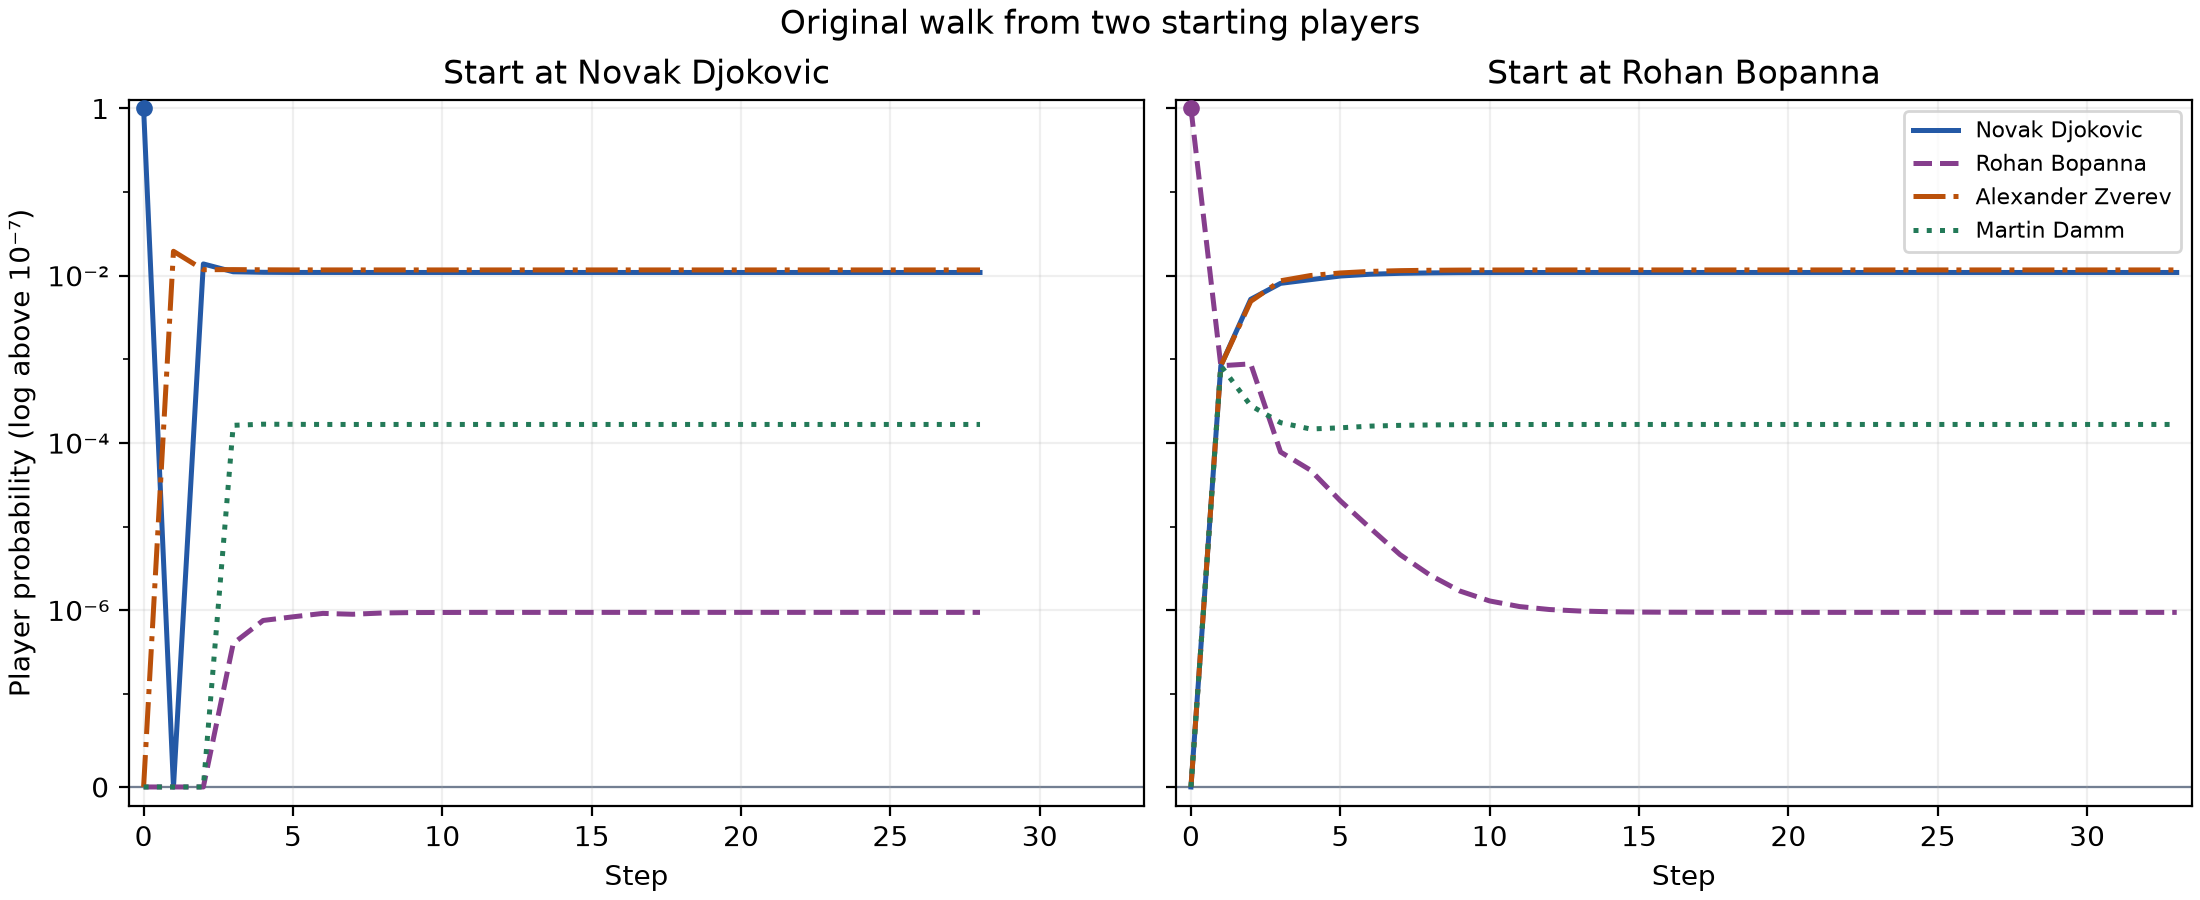 Original walk from two starting players
Start at Novak Djokovic
Player probability (log above 10⁻⁷)
1
10⁻²
10⁻⁴
10⁻⁶
0
0 5 10 15 20 25 30
Step
Start at Rohan Bopanna
Novak Djokovic
Rohan Bopanna
Alexander Zverev
Martin Damm
0 5 10 15 20 25 30
Step